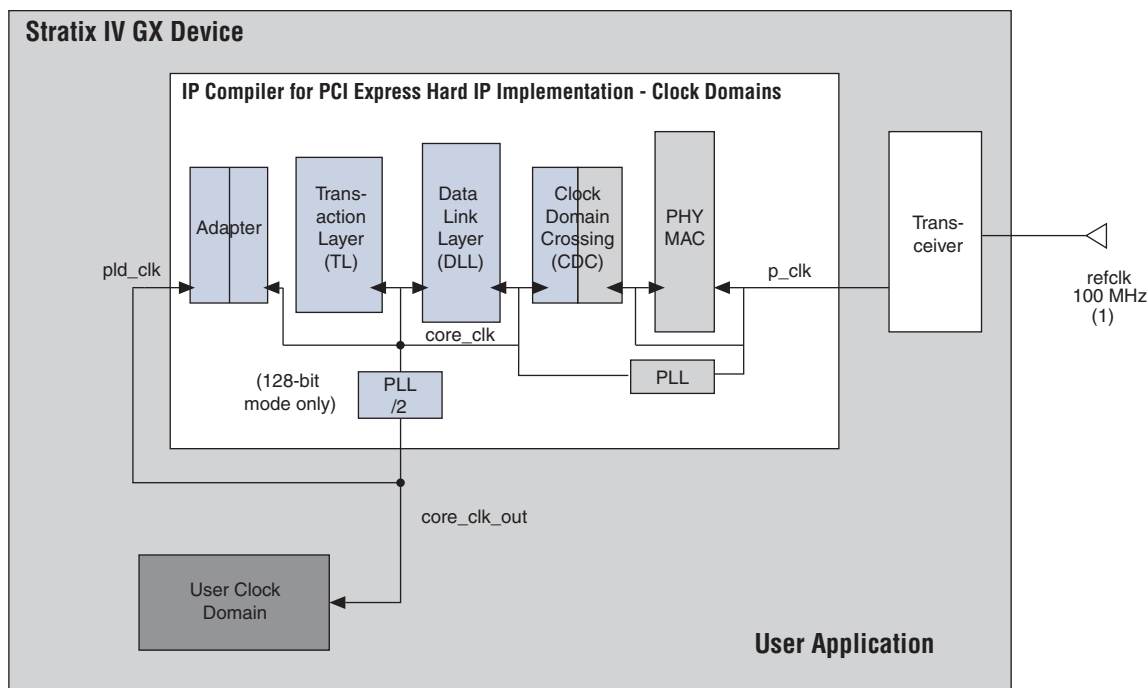 Stratix IV GX Device
IP Compiler for PCI Express Hard IP Implementation - Clock Domains
Adapter
Trans-
action
Layer
(TL)
Data
Link
Layer
(DLL)
Clock
Domain
Crossing
(CDC)
PHY
MAC
Trans-
ceiver
pld_clk
p_clk
refclk
100 MHz
(1)
core_clk
(128-bit
mode only)
PLL
/2
PLL
core_clk_out
User Clock
Domain
User Application